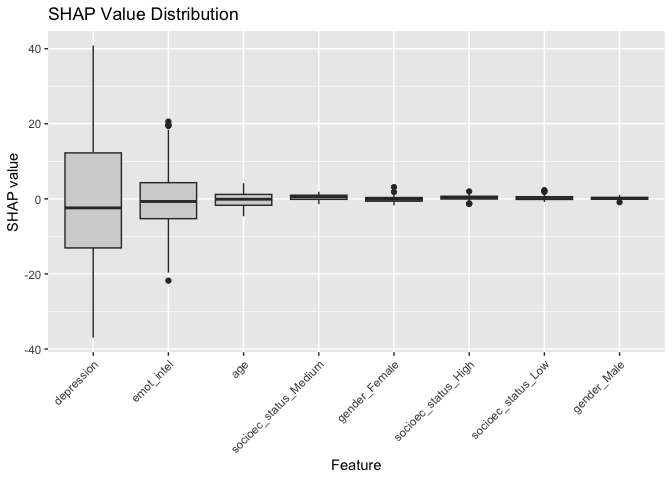 SHAP Value Distribution
SHAP value
40
20
0
-20
-40
depression
emot_intel
age
socioec_status_Medium
gender_Female
socioec_status_High
socioec_status_Low
gender_Male
Feature